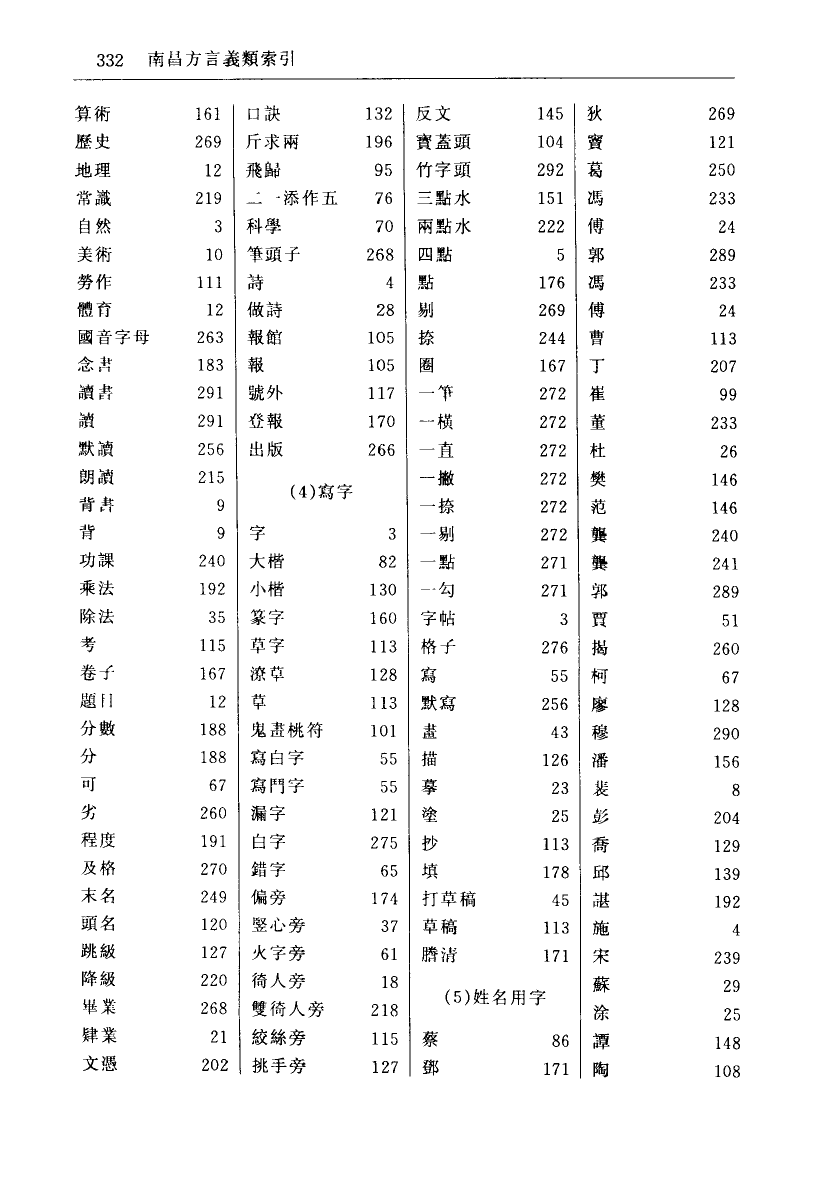 332 南昌方言義類索引
算術 161
歷史 269
地理 12
常識 219
自然 3
美術 10
勞作 111
體育 12
國音字母 263
念書 183
讀書 291
讀 291
默讀 256
朗讀 215
背書 9
背 9
功課 240
乘法 192
除法 35
考 115
卷子 167
題目 12
分數 188
分 188
可 67
劣 260
程度 191
及格 270
末名 249
頭名 120
跳級 127
降級 220
畢業 268
肄業 21
文憑 202
口訣 132
斤求兩 196
飛歸 95
二一添作五 76
科學 70
筆頭子 268
詩 4
做詩 28
報館 105
報 105
號外 117
登報 170
出版 266
(4)寫字
字 3
大楷 82
小楷 130
篆字 160
草字 113
潦草 128
草 113
鬼畫桃符 101
寫白字 55
寫鬥字 55
漏字 121
白字 275
錯字 65
偏旁 174
豎心旁 37
火字旁 61
徛人旁 18
雙徛人旁 218
絞絲旁 115
挑手旁 127
反文 145
寶蓋頭 104
竹字頭 292
三點水 151
兩點水 222
四點 5
點 176
剔 269
捺 244
圈 167
一筆 272
一橫 272
一直 272
一撇 272
一捺 272
一剔 272
一點 271
一勾 271
字帖 3
格子 276
寫 55
默寫 256
畫 43
描 126
摹 23
塗 25
抄 113
填 178
打草稿 45
草稿 113
謄清 171
(5)姓名用字
蔡 86
鄧 171
狄 269
竇 121
葛 250
馮 233
傅 24
郭 289
馮 233
傅 24
曹 113
丁 207
崔 99
董 233
杜 26
樊 146
范 146
龔 240
龔 241
郭 289
賈 51
揭 260
柯 67
廖 128
穆 290
潘 156
裴 8
彭 204
喬 129
邱 139
諶 192
施 4
宋 239
蘇 29
涂 25
譚 148
陶 108